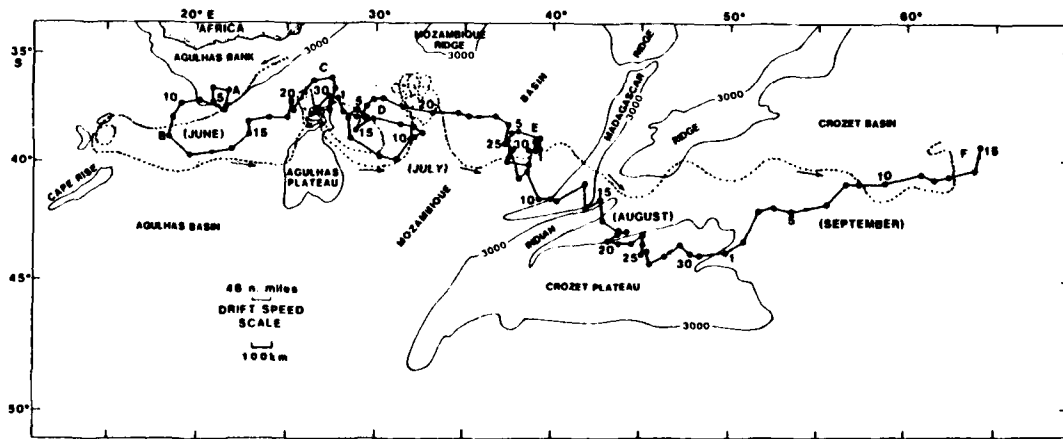 20° E 30° 40° 50° 60°
35°
S
40°
45°
50°
AFRICA
AGULHAS BANK
3000
MOZAMBIQUE
RIDGE
3000
RIDGE
MADAGASCAR
3000
3000
RIDGE
CROZET BASIN
BASIN
MOZAMBIQUE
CAPE RISE
AGULHAS BASIN
AGULHAS
PLATEAU
INDIAN
3000
CROZET PLATEAU
3000
A
5
10
B
(JUNE)
15
20
C
30
1
5
D
15
10
(JULY)
20
25
30
E
5
10
15
(AUGUST)
20
25
30
1
5
(SEPTEMBER)
10
F
15
48 n. miles
DRIFT SPEED
SCALE
100km